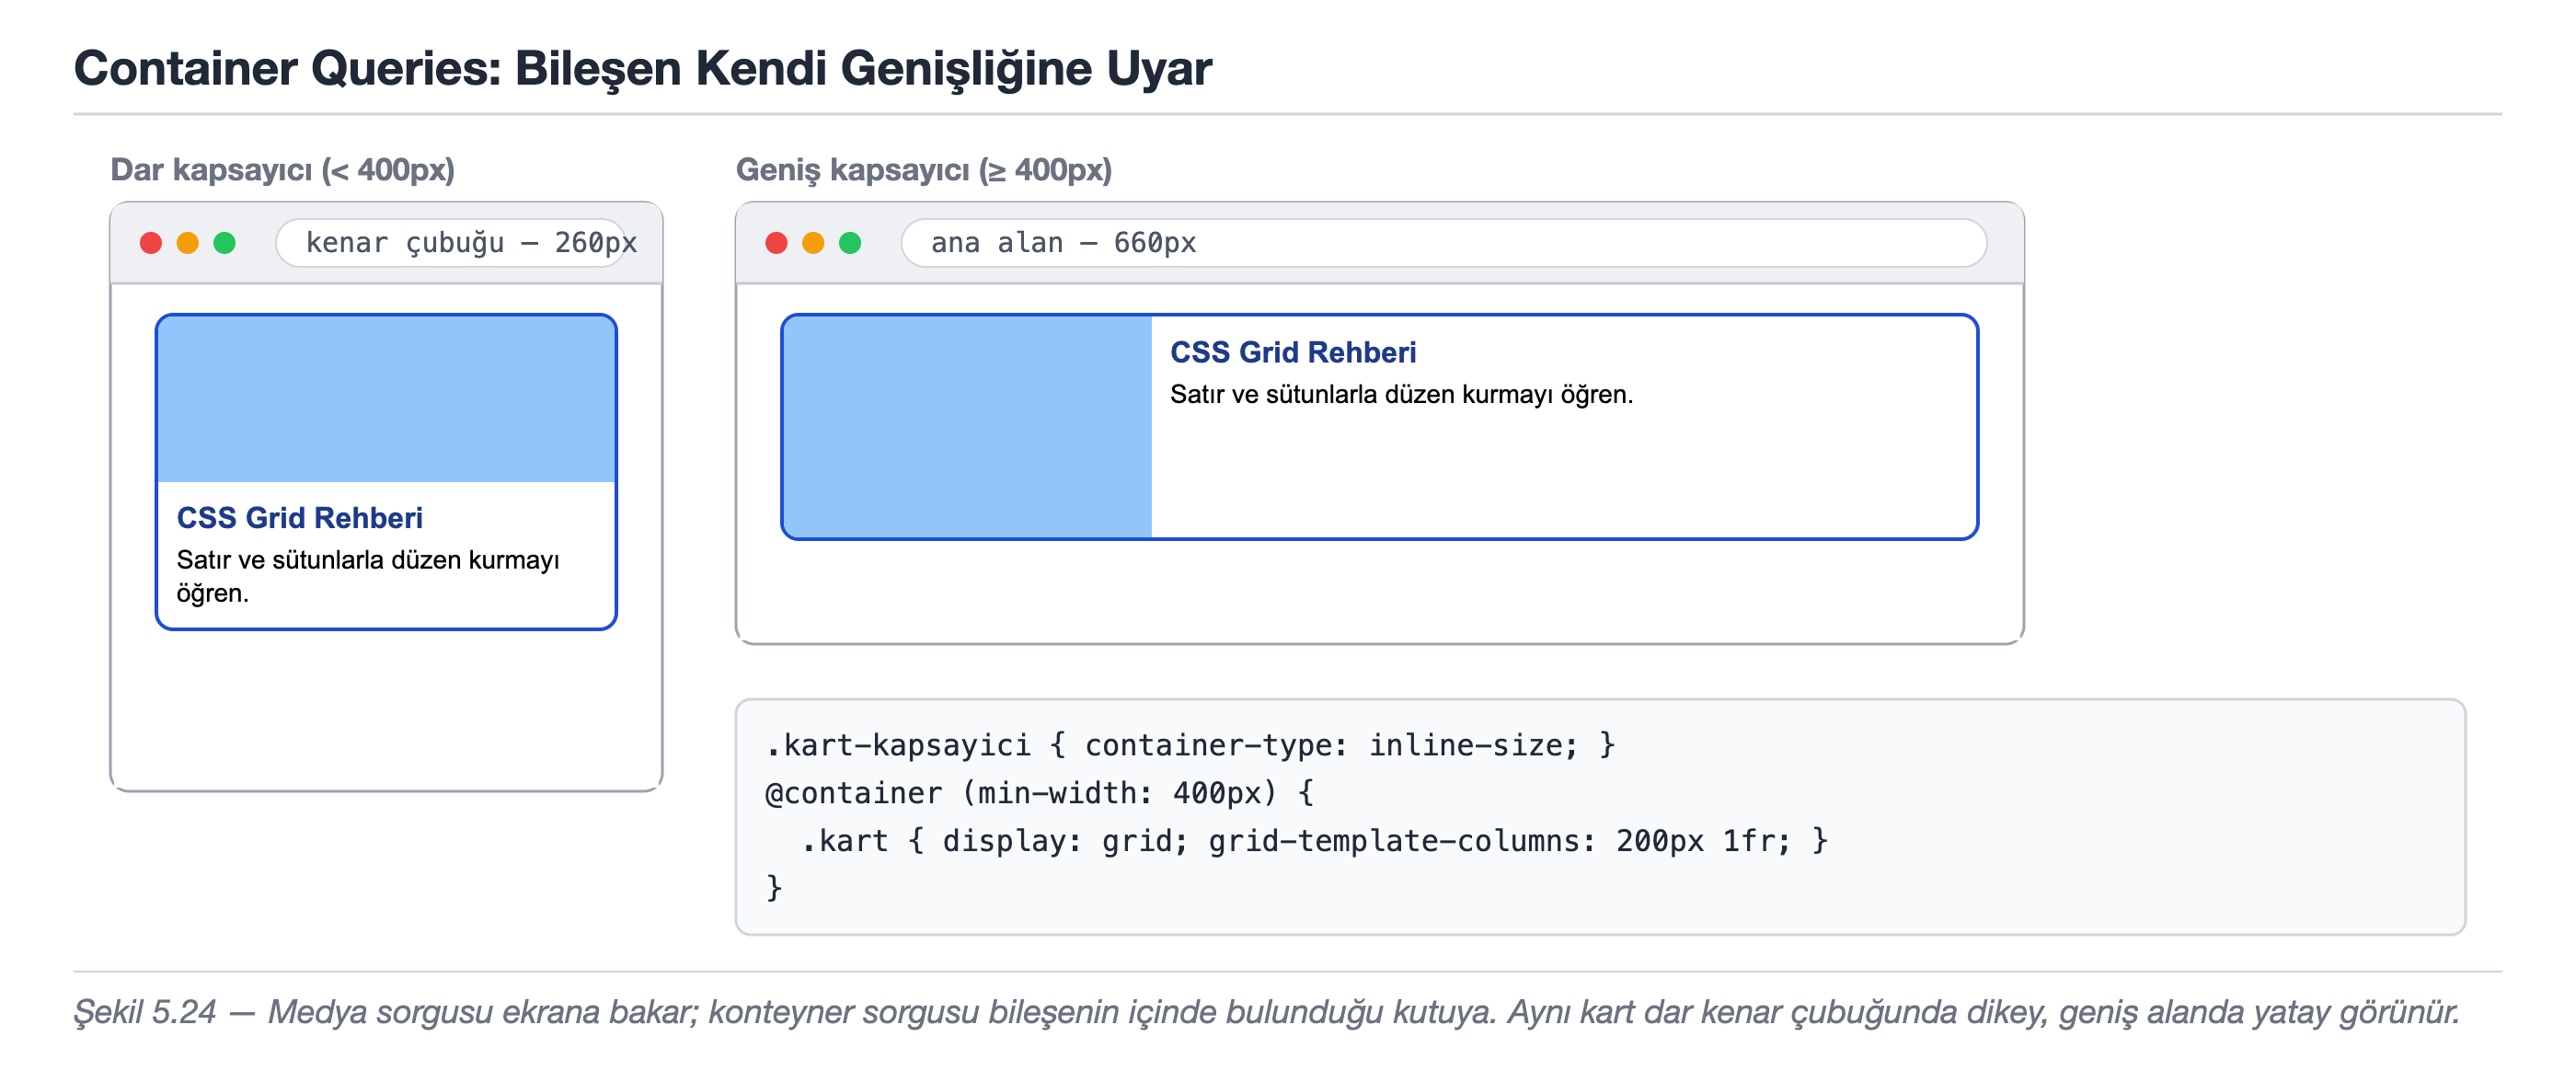 Container Queries: Bileşen Kendi Genişliğine Uyar
Dar kapsayıcı (< 400px)
kenar çubuğu — 260px
CSS Grid Rehberi
Satır ve sütunlarla düzen kurmayı
öğren.
Geniş kapsayıcı (≥ 400px)
ana alan — 660px
CSS Grid Rehberi
Satır ve sütunlarla düzen kurmayı öğren.
.kart-kapsayici { container-type: inline-size; }
@container (min-width: 400px) {
  .kart { display: grid; grid-template-columns: 200px 1fr; }
}
Şekil 5.24 — Medya sorgusu ekrana bakar; konteyner sorgusu bileşenin içinde bulunduğu kutuya. Aynı kart dar kenar çubuğunda dikey, geniş alanda yatay görünür.